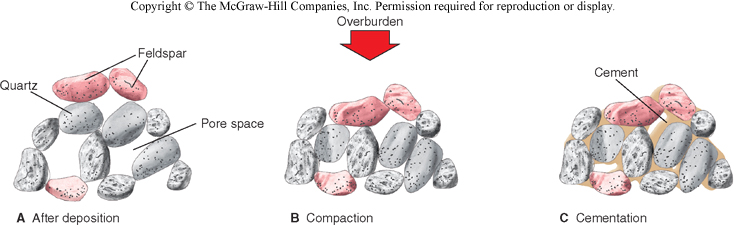 Copyright © The McGraw-Hill Companies, Inc. Permission required for reproduction or display.
Overburden
Feldspar
Quartz
Pore space
Cement
A After deposition
B Compaction
C Cementation